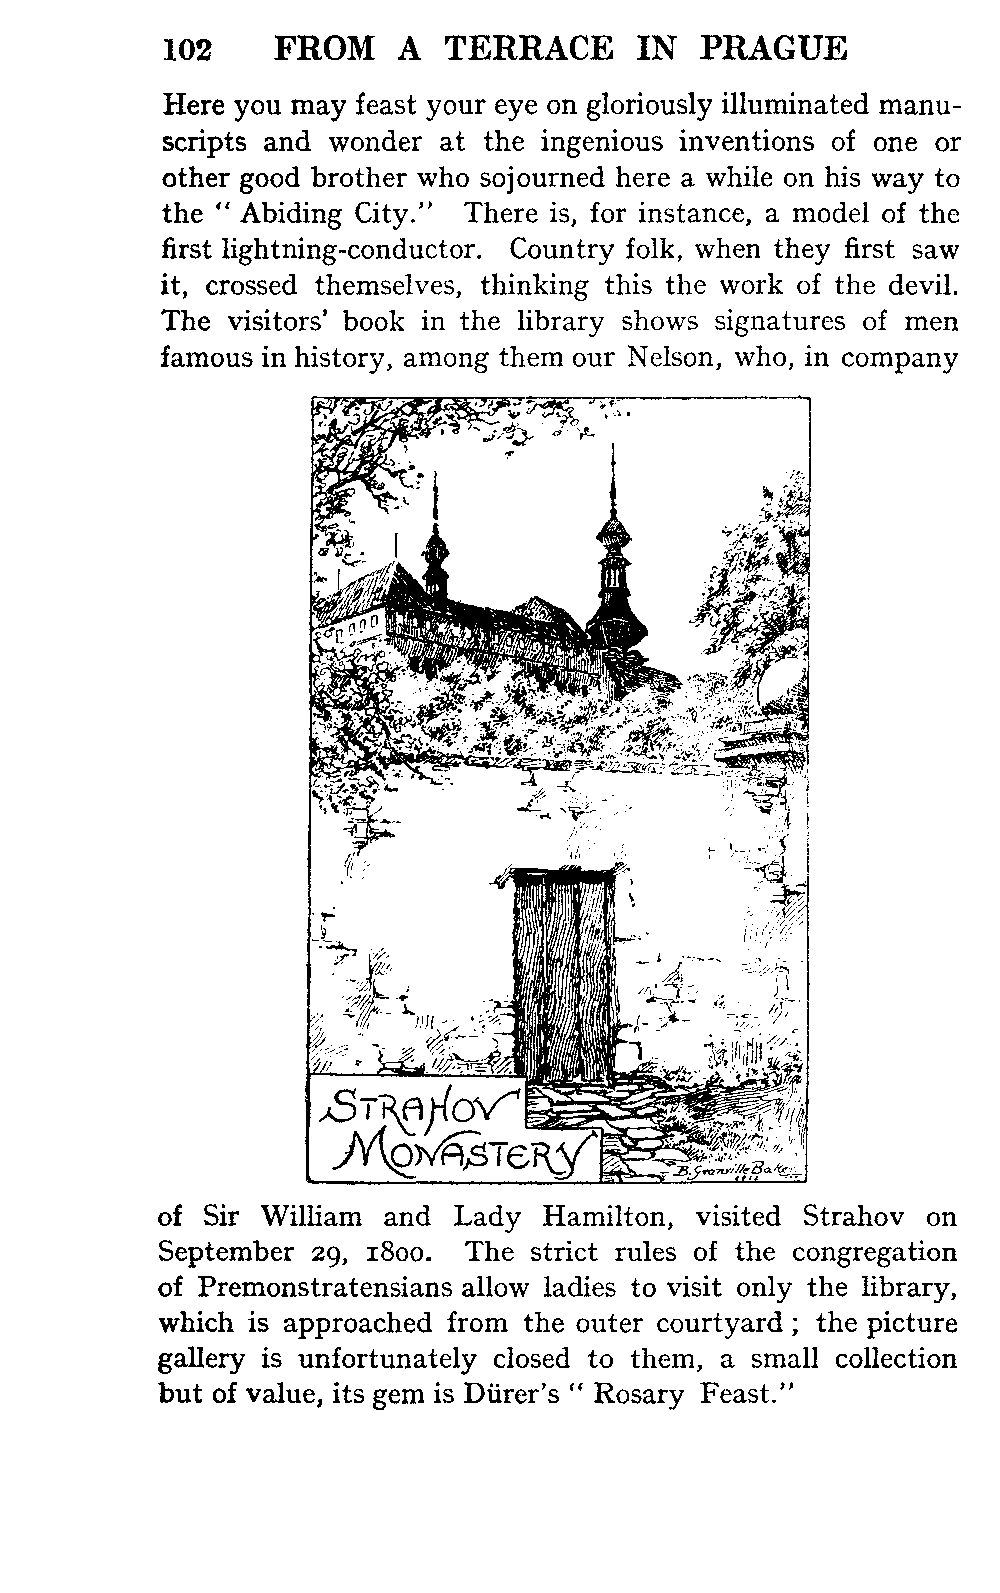 102 FROM A TERRACE IN PRAGUE
Here you may feast your eye on gloriously illuminated manu-
scripts and wonder at the ingenious inventions of one or
other good brother who sojourned here a while on his way to
the “ Abiding City.” There is, for instance, a model of the
first lightning-conductor. Country folk, when they first saw
it, crossed themselves, thinking this the work of the devil.
The visitors’ book in the library shows signatures of men
famous in history, among them our Nelson, who, in company
STRAHOV
MONASTERY
B. Granville Baker
of Sir William and Lady Hamilton, visited Strahov on
September 29, 1800. The strict rules of the congregation
of Premonstratensians allow ladies to visit only the library,
which is approached from the outer courtyard ; the picture
gallery is unfortunately closed to them, a small collection
but of value, its gem is Dürer’s “ Rosary Feast.”